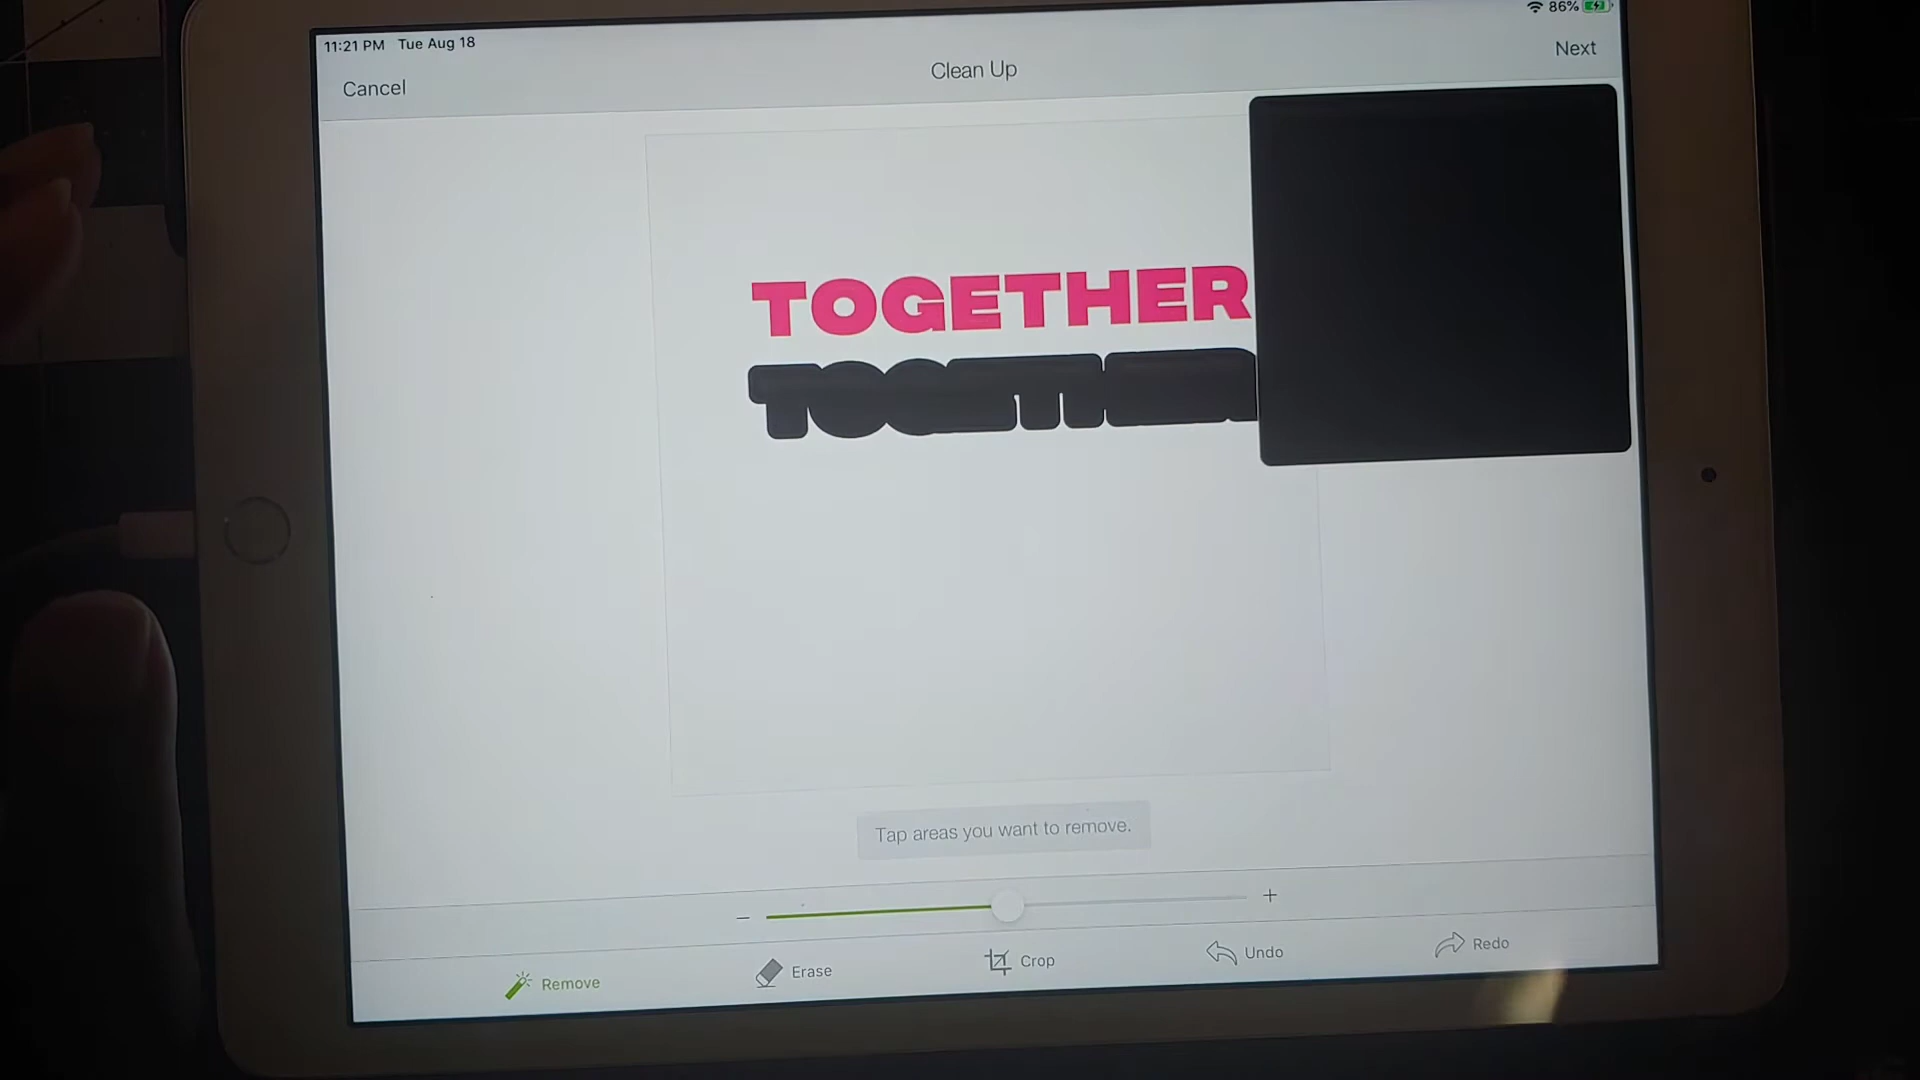 11:21 PM Tue Aug 18
86%
Cancel
Clean Up
Next
TOGETHER
TOGETHER
Tap areas you want to remove.
− +
Remove
Erase
Crop
Undo
Redo